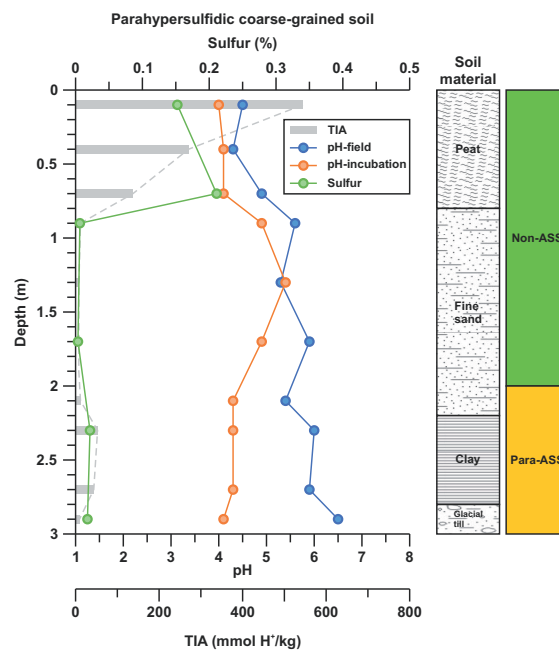 Parahypersulfidic coarse-grained soil
Sulfur (%)
0 0.1 0.2 0.3 0.4 0.5
Soil
material
0
0.5
1
1.5
2
2.5
3
Depth (m)
TIA
pH-field
pH-incubation
Sulfur
Peat
Fine
sand
Clay
Glacial
till
Non-ASS
Para-ASS
1 2 3 4 5 6 7 8
pH
0 200 400 600 800
TIA (mmol H⁺/kg)